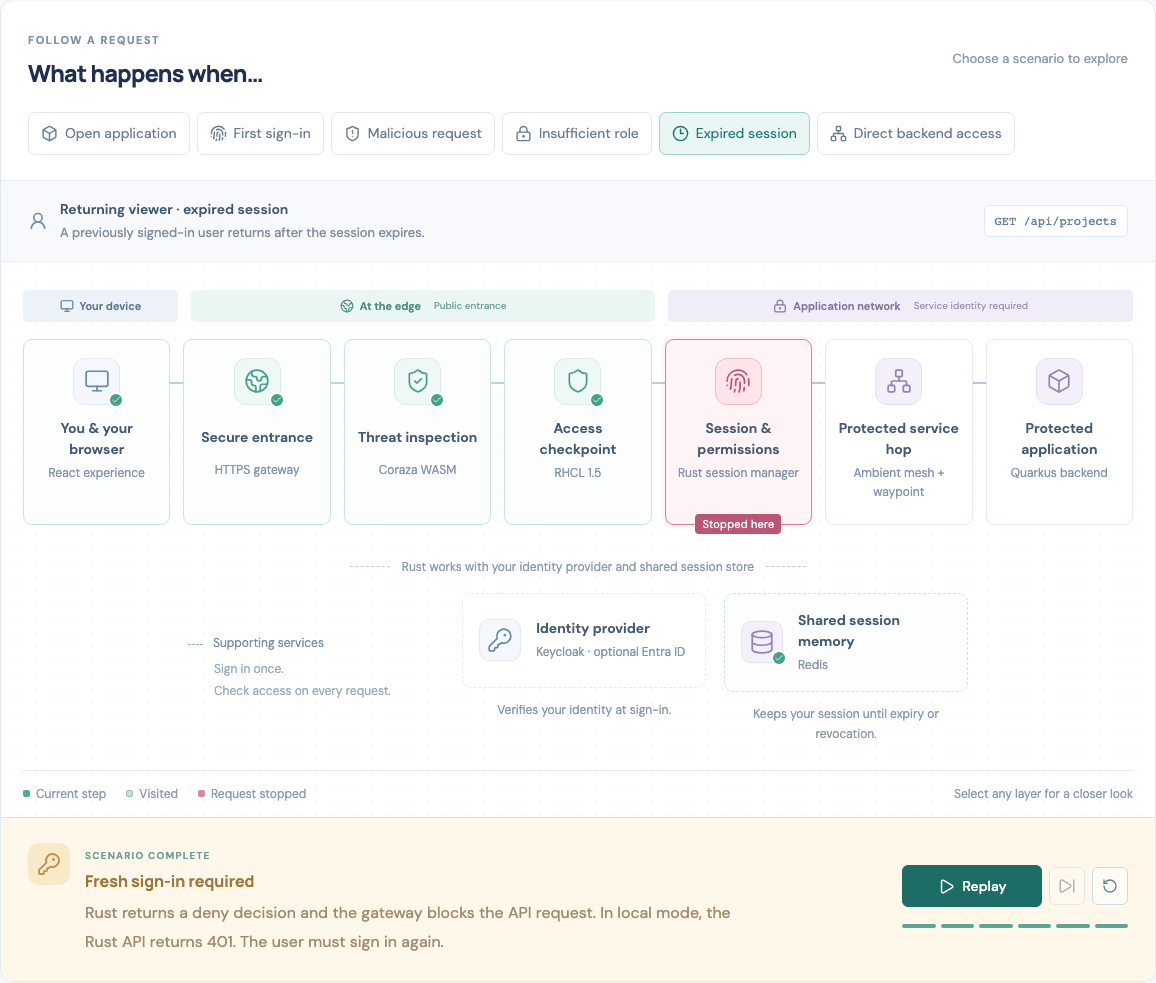 FOLLOW A REQUEST
What happens when...
Choose a scenario to explore
Open application
First sign-in
Malicious request
Insufficient role
Expired session
Direct backend access
Returning viewer · expired session
A previously signed-in user returns after the session expires.
GET /api/projects
Your device
At the edge Public entrance
Application network Service identity required
You & your
browser
React experience
Secure entrance
HTTPS gateway
Threat inspection
Coraza WASM
Access
checkpoint
RHCL 1.5
Session &
permissions
Rust session manager
Stopped here
Protected service
hop
Ambient mesh +
waypoint
Protected
application
Quarkus backend
Rust works with your identity provider and shared session store
Supporting services
Sign in once.
Check access on every request.
Identity provider
Keycloak · optional Entra ID
Verifies your identity at sign-in.
Shared session
memory
Redis
Keeps your session until expiry or
revocation.
Current step
Visited
Request stopped
Select any layer for a closer look
SCENARIO COMPLETE
Fresh sign-in required
Rust returns a deny decision and the gateway blocks the API request. In local mode, the
Rust API returns 401. The user must sign in again.
Replay